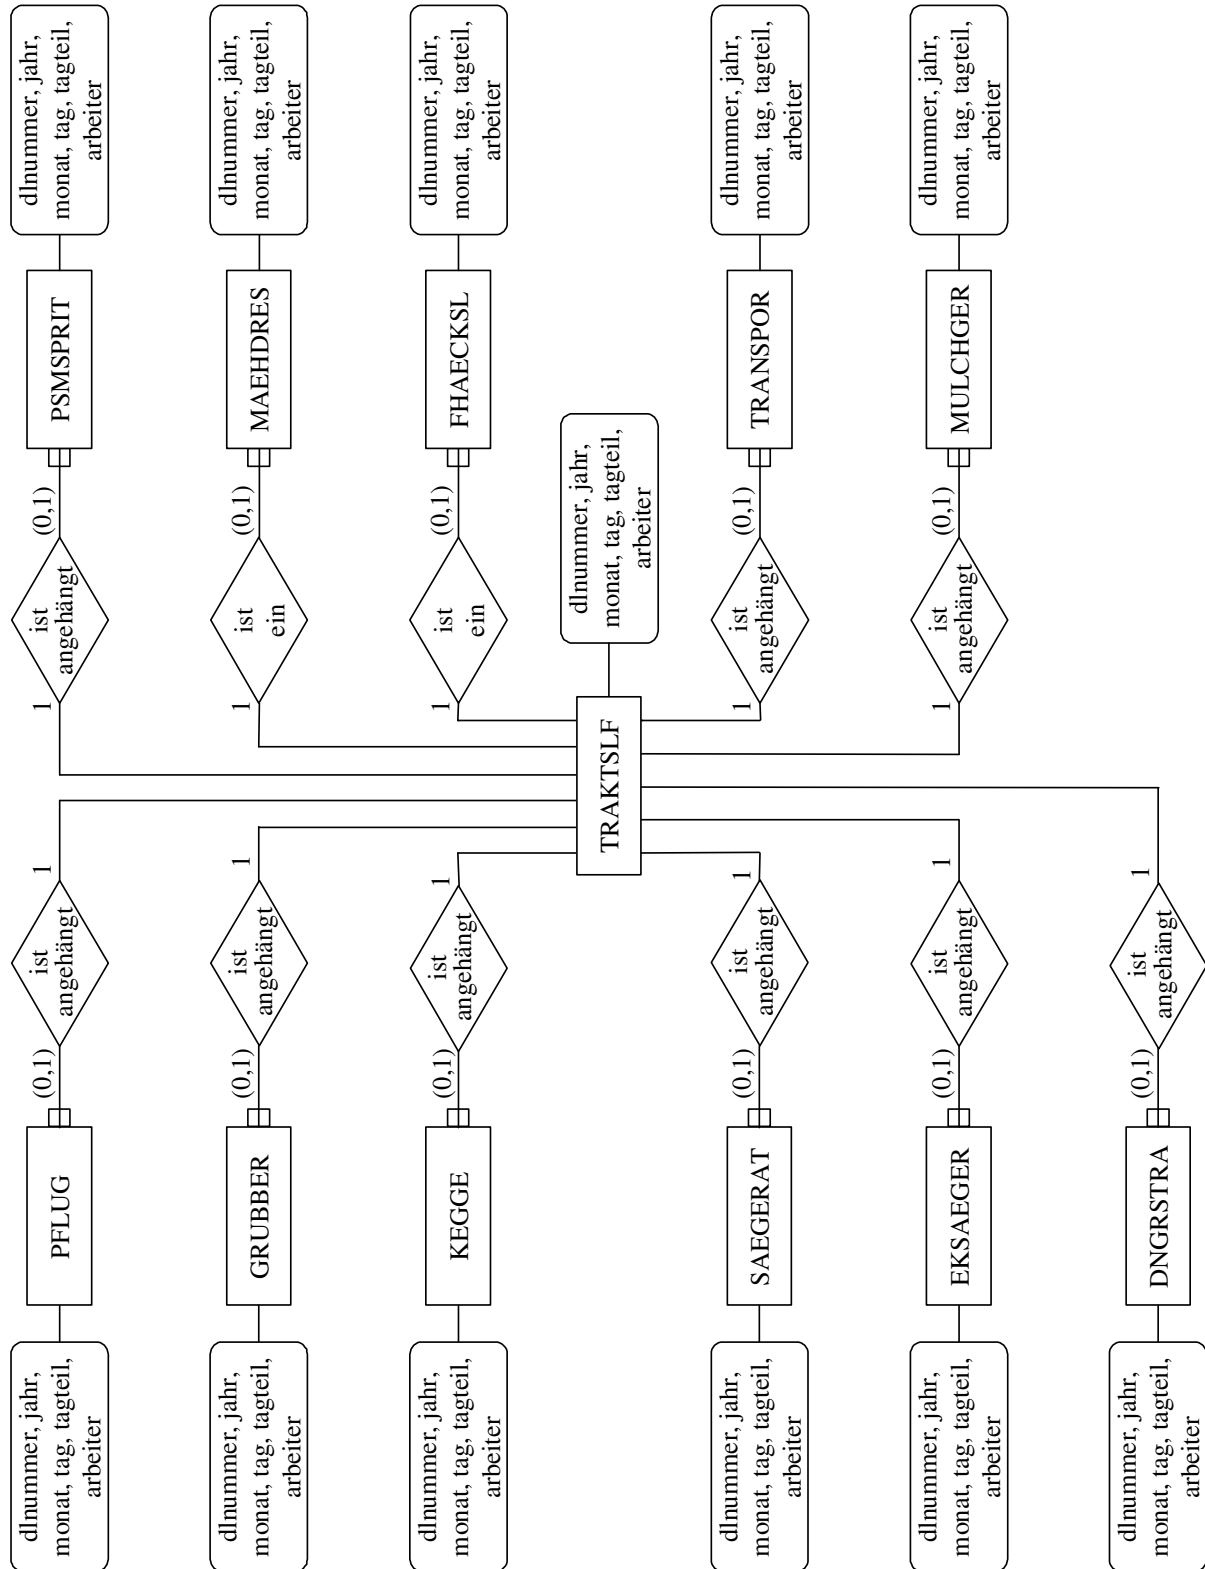 dlnummer, jahr,
monat, tag, tagteil,
arbeiter
PFLUG
(0,1)
ist
angehängt
1
1
ist
angehängt
(0,1)
PSMSPRIT
dlnummer, jahr,
monat, tag, tagteil,
arbeiter
dlnummer, jahr,
monat, tag, tagteil,
arbeiter
GRUBBER
(0,1)
ist
angehängt
1
1
ist
ein
(0,1)
MAEHDRES
dlnummer, jahr,
monat, tag, tagteil,
arbeiter
dlnummer, jahr,
monat, tag, tagteil,
arbeiter
KEGGE
(0,1)
ist
angehängt
1
1
ist
ein
(0,1)
FHAECKSL
dlnummer, jahr,
monat, tag, tagteil,
arbeiter
TRAKTSLF
dlnummer, jahr,
monat, tag, tagteil,
arbeiter
dlnummer, jahr,
monat, tag, tagteil,
arbeiter
SAEGERAT
(0,1)
ist
angehängt
1
1
ist
angehängt
(0,1)
TRANSPOR
dlnummer, jahr,
monat, tag, tagteil,
arbeiter
dlnummer, jahr,
monat, tag, tagteil,
arbeiter
EKSAEGER
(0,1)
ist
angehängt
1
1
ist
angehängt
(0,1)
MULCHGER
dlnummer, jahr,
monat, tag, tagteil,
arbeiter
dlnummer, jahr,
monat, tag, tagteil,
arbeiter
DNGRSTRA
(0,1)
ist
angehängt
1